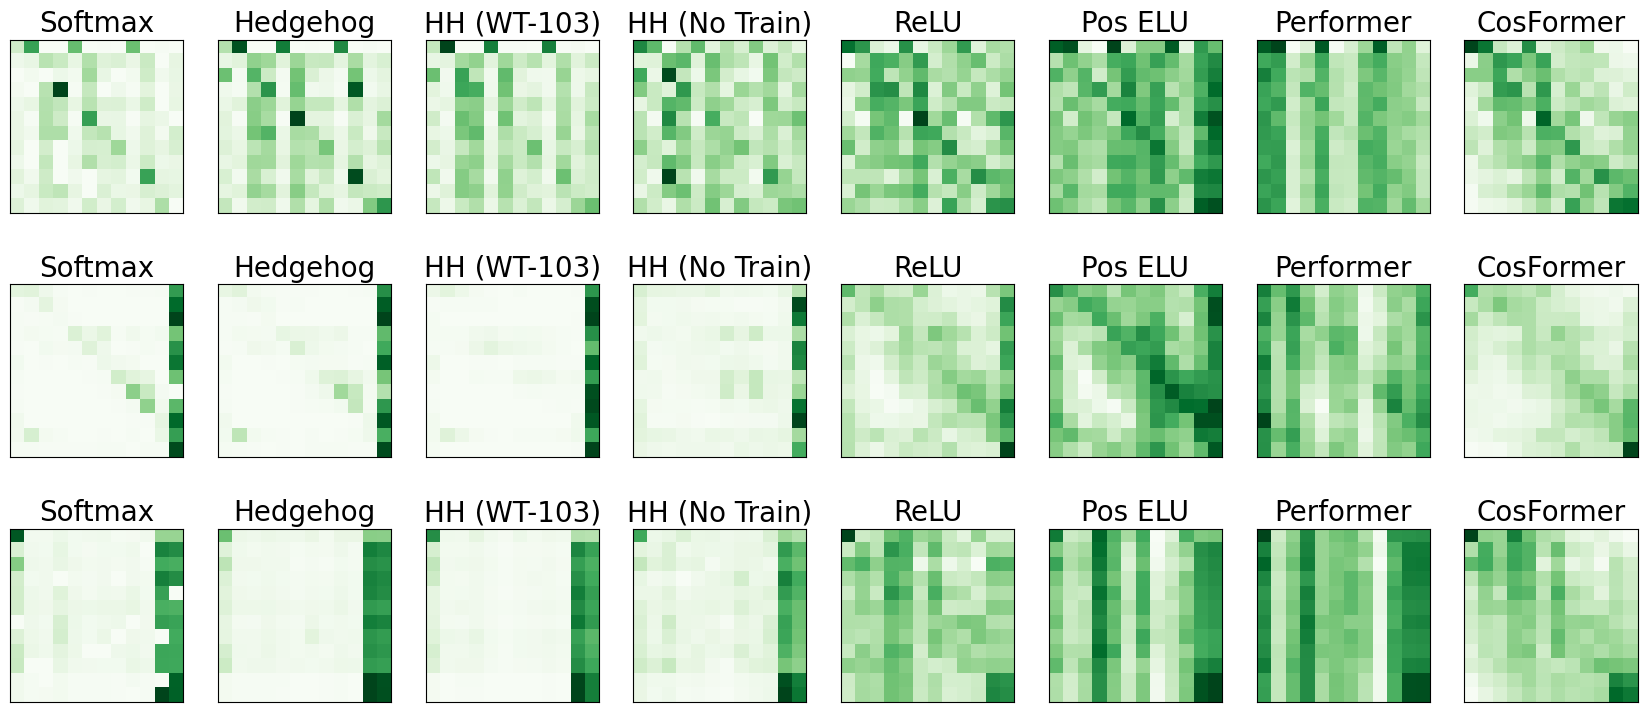 Softmax Hedgehog HH (WT-103) HH (No Train) ReLU Pos ELU Performer CosFormer
Softmax Hedgehog HH (WT-103) HH (No Train) ReLU Pos ELU Performer CosFormer
Softmax Hedgehog HH (WT-103) HH (No Train) ReLU Pos ELU Performer CosFormer